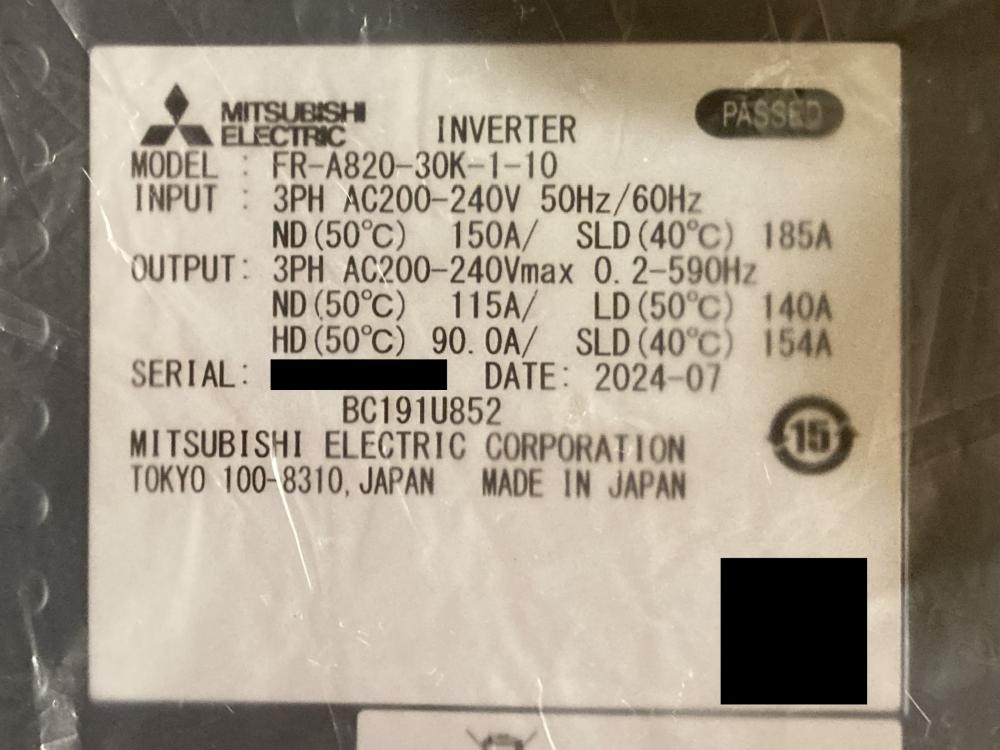 MITSUBISHI
ELECTRIC
INVERTER
PASSED
MODEL : FR-A820-30K-1-10
INPUT : 3PH AC200-240V 50Hz/60Hz
ND(50℃) 150A/ SLD(40℃) 185A
OUTPUT: 3PH AC200-240Vmax 0.2-590Hz
ND(50℃) 115A/ LD(50℃) 140A
HD(50℃) 90.0A/ SLD(40℃) 154A
SERIAL: DATE: 2024-07
BC191U852
15
MITSUBISHI ELECTRIC CORPORATION
TOKYO 100-8310, JAPAN MADE IN JAPAN